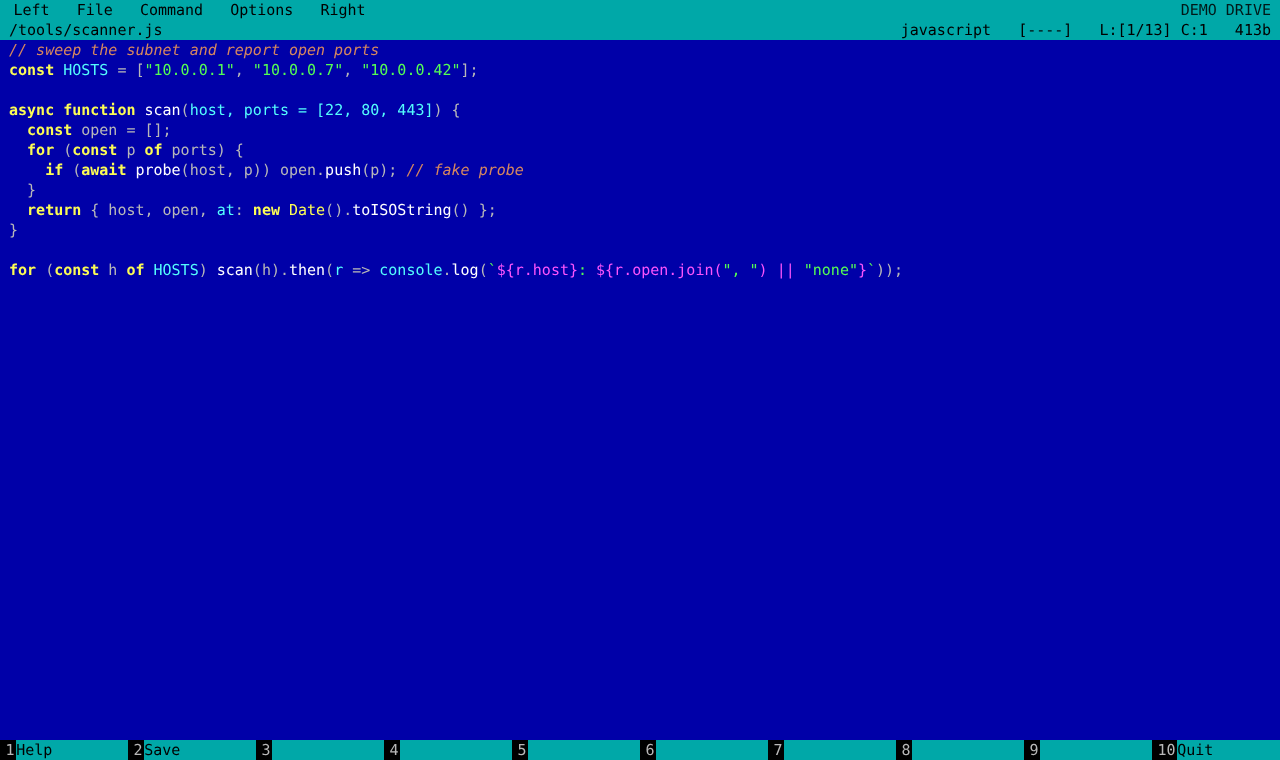 Left File Command Options Right DEMO DRIVE
/tools/scanner.js javascript [----] L:[1/13] C:1 413b
// sweep the subnet and report open ports
const HOSTS = ["10.0.0.1", "10.0.0.7", "10.0.0.42"];
async function scan(host, ports = [22, 80, 443]) {
  const open = [];
  for (const p of ports) {
    if (await probe(host, p)) open.push(p); // fake probe
  }
  return { host, open, at: new Date().toISOString() };
}
for (const h of HOSTS) scan(h).then(r => console.log(`${r.host}: ${r.open.join(", ") || "none"}`));
1Help 2Save 3 4 5 6 7 8 9 10Quit